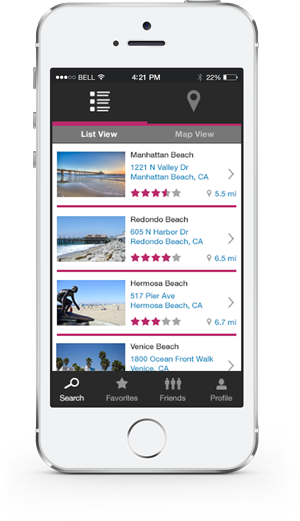 BELL 4:21 PM 22%
List View Map View
Manhattan Beach
1221 N Valley Dr
Manhattan Beach, CA
5.5 mi
Redondo Beach
605 N Harbor Dr
Redondo Beach, CA
6.5 mi
Hermosa Beach
517 Pier Ave
Hermosa Beach, CA
6.7 mi
Venice Beach
1800 Ocean Front Walk
Venice, CA
Search Favorites Friends Profile